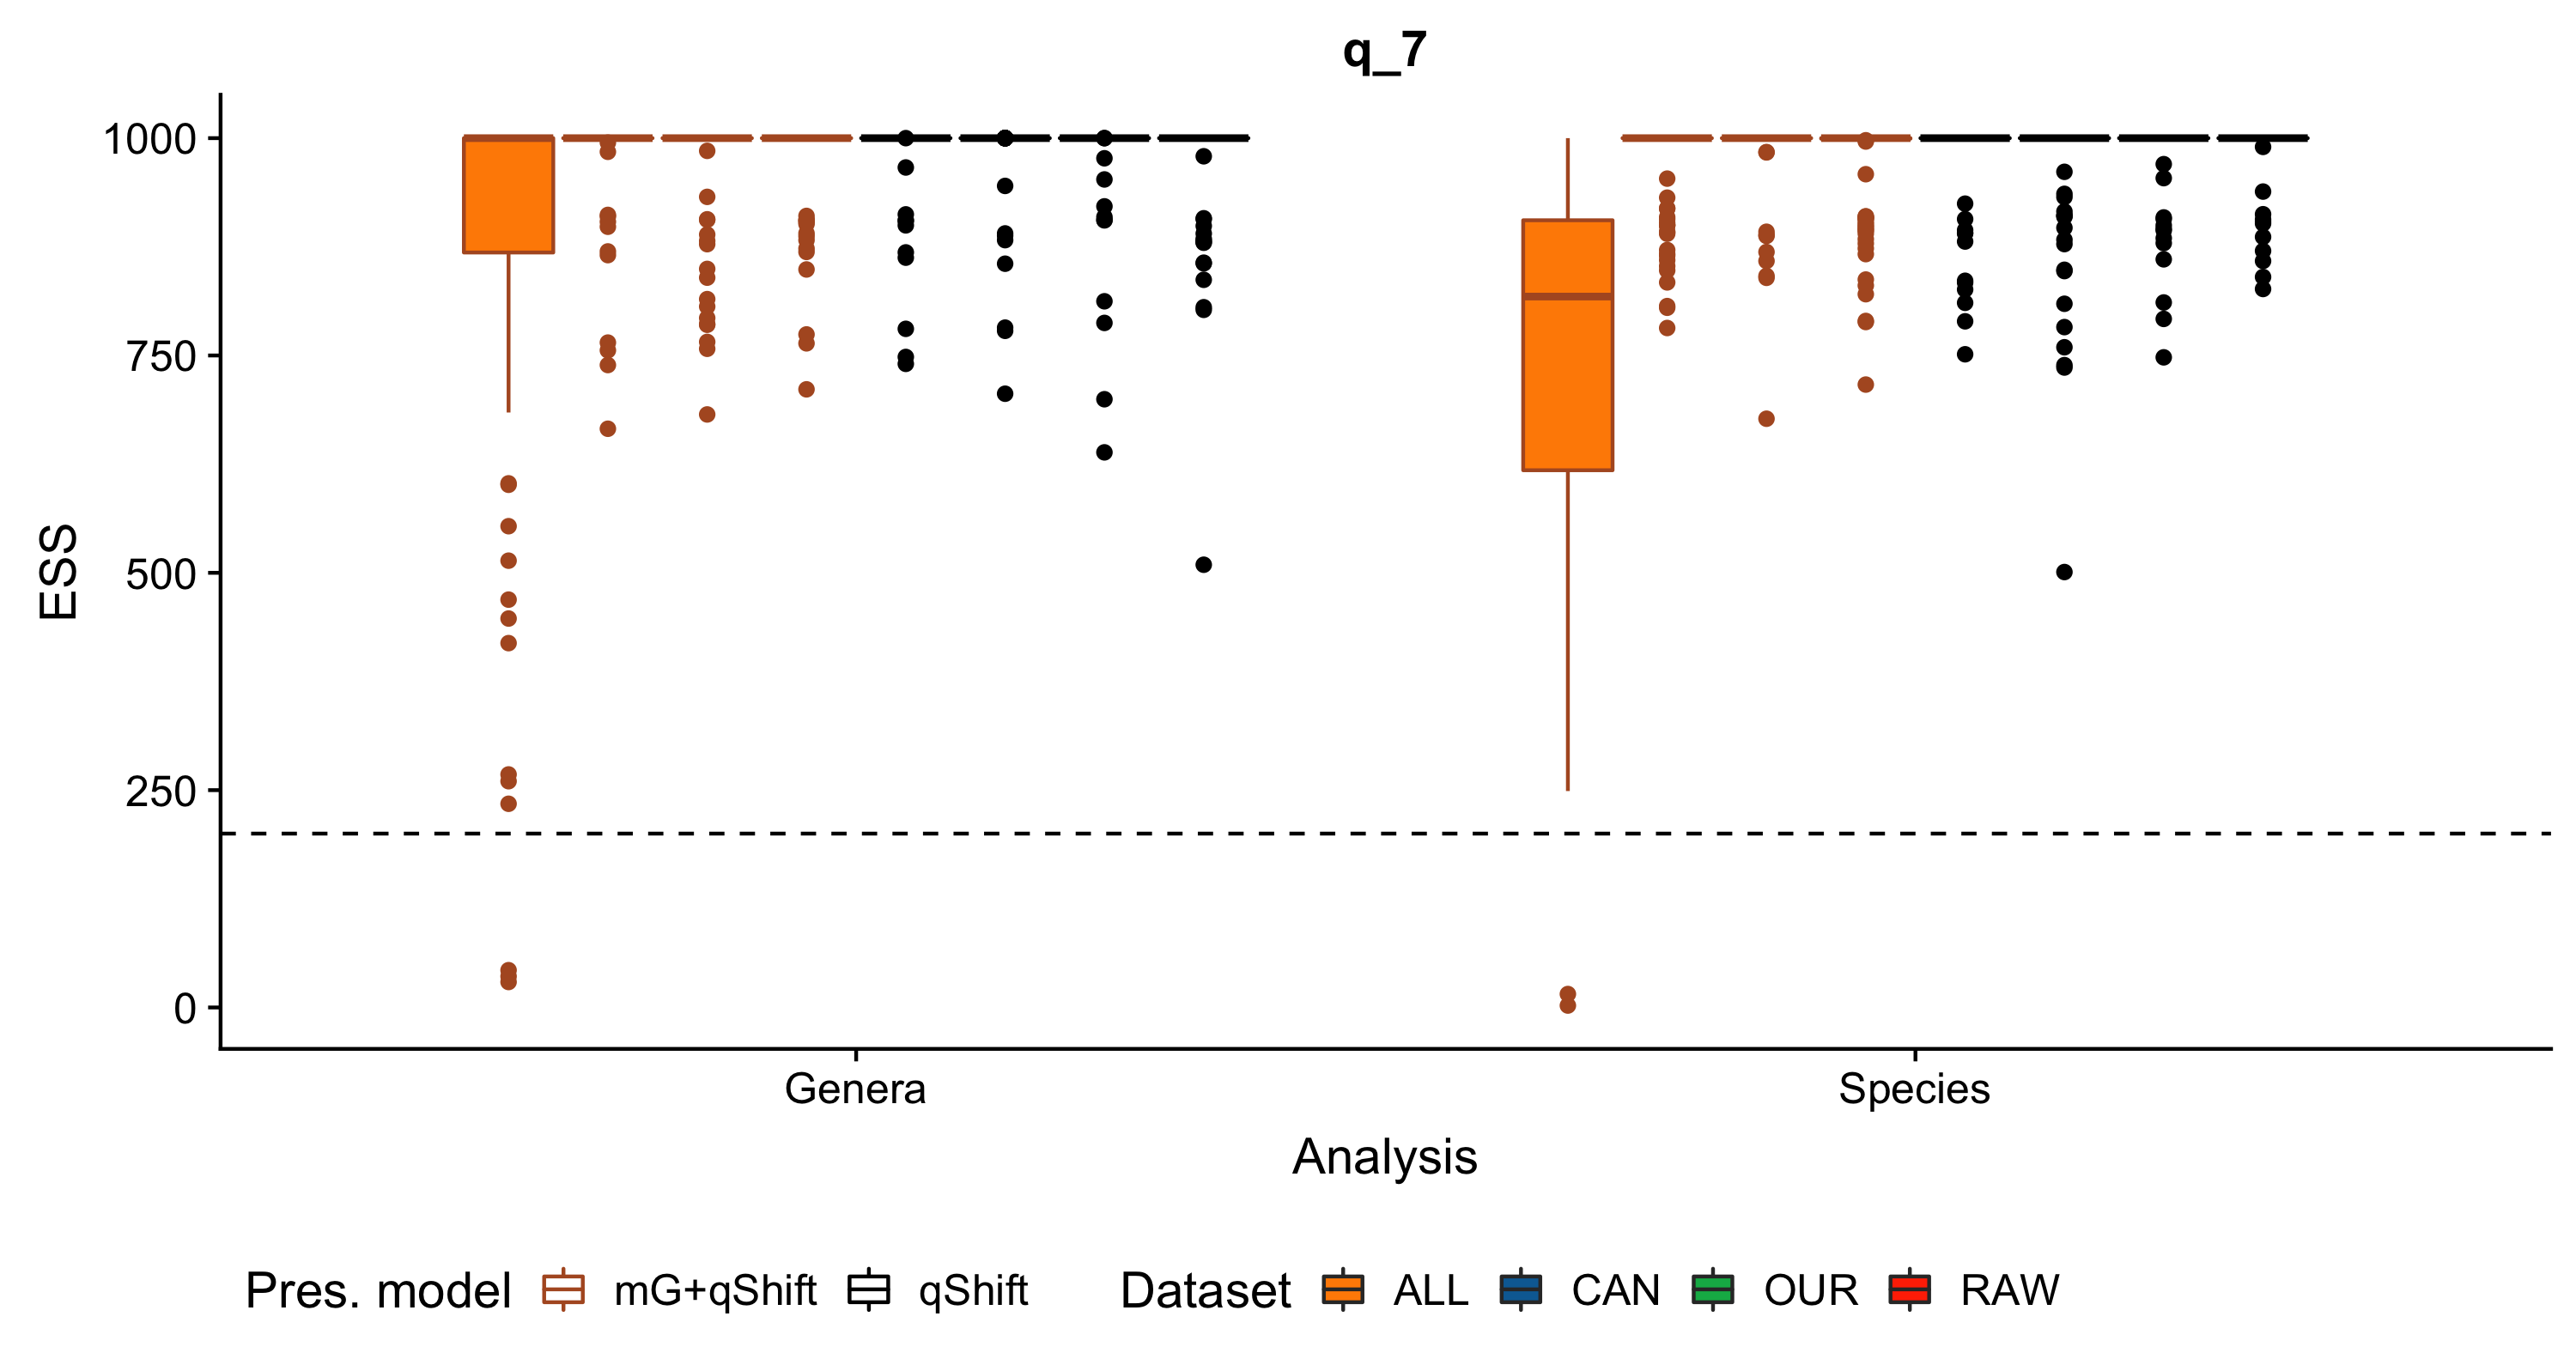 q_7
1000
750
500
250
0
ESS
Genera
Species
Analysis
Pres. model mG+qShift qShift Dataset ALL CAN OUR RAW